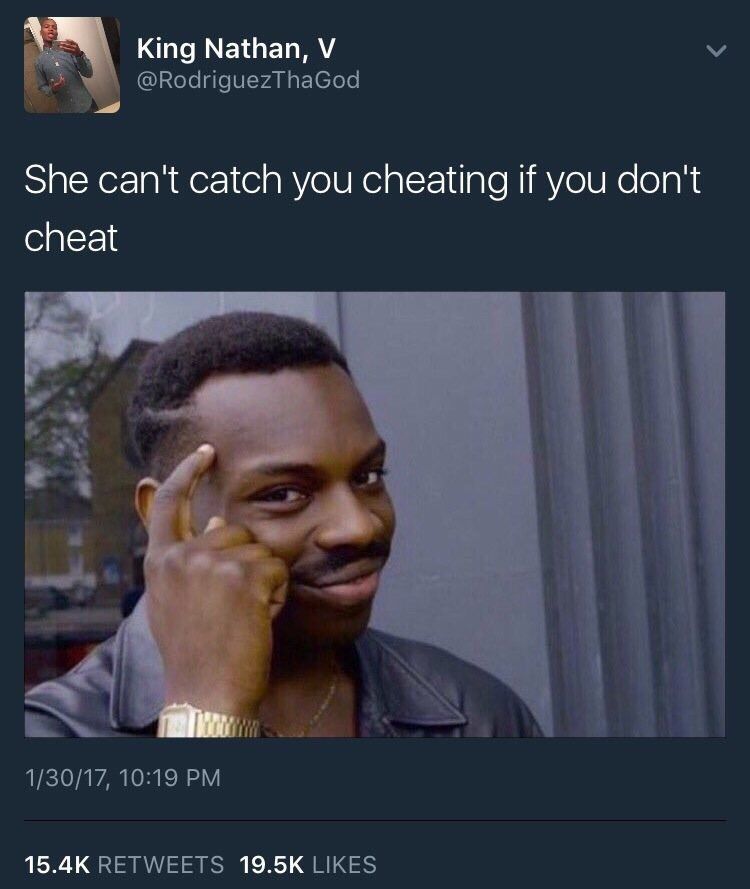 King Nathan, V
@RodriguezThaGod
She can't catch you cheating if you don't
cheat
1/30/17, 10:19 PM
15.4K RETWEETS 19.5K LIKES